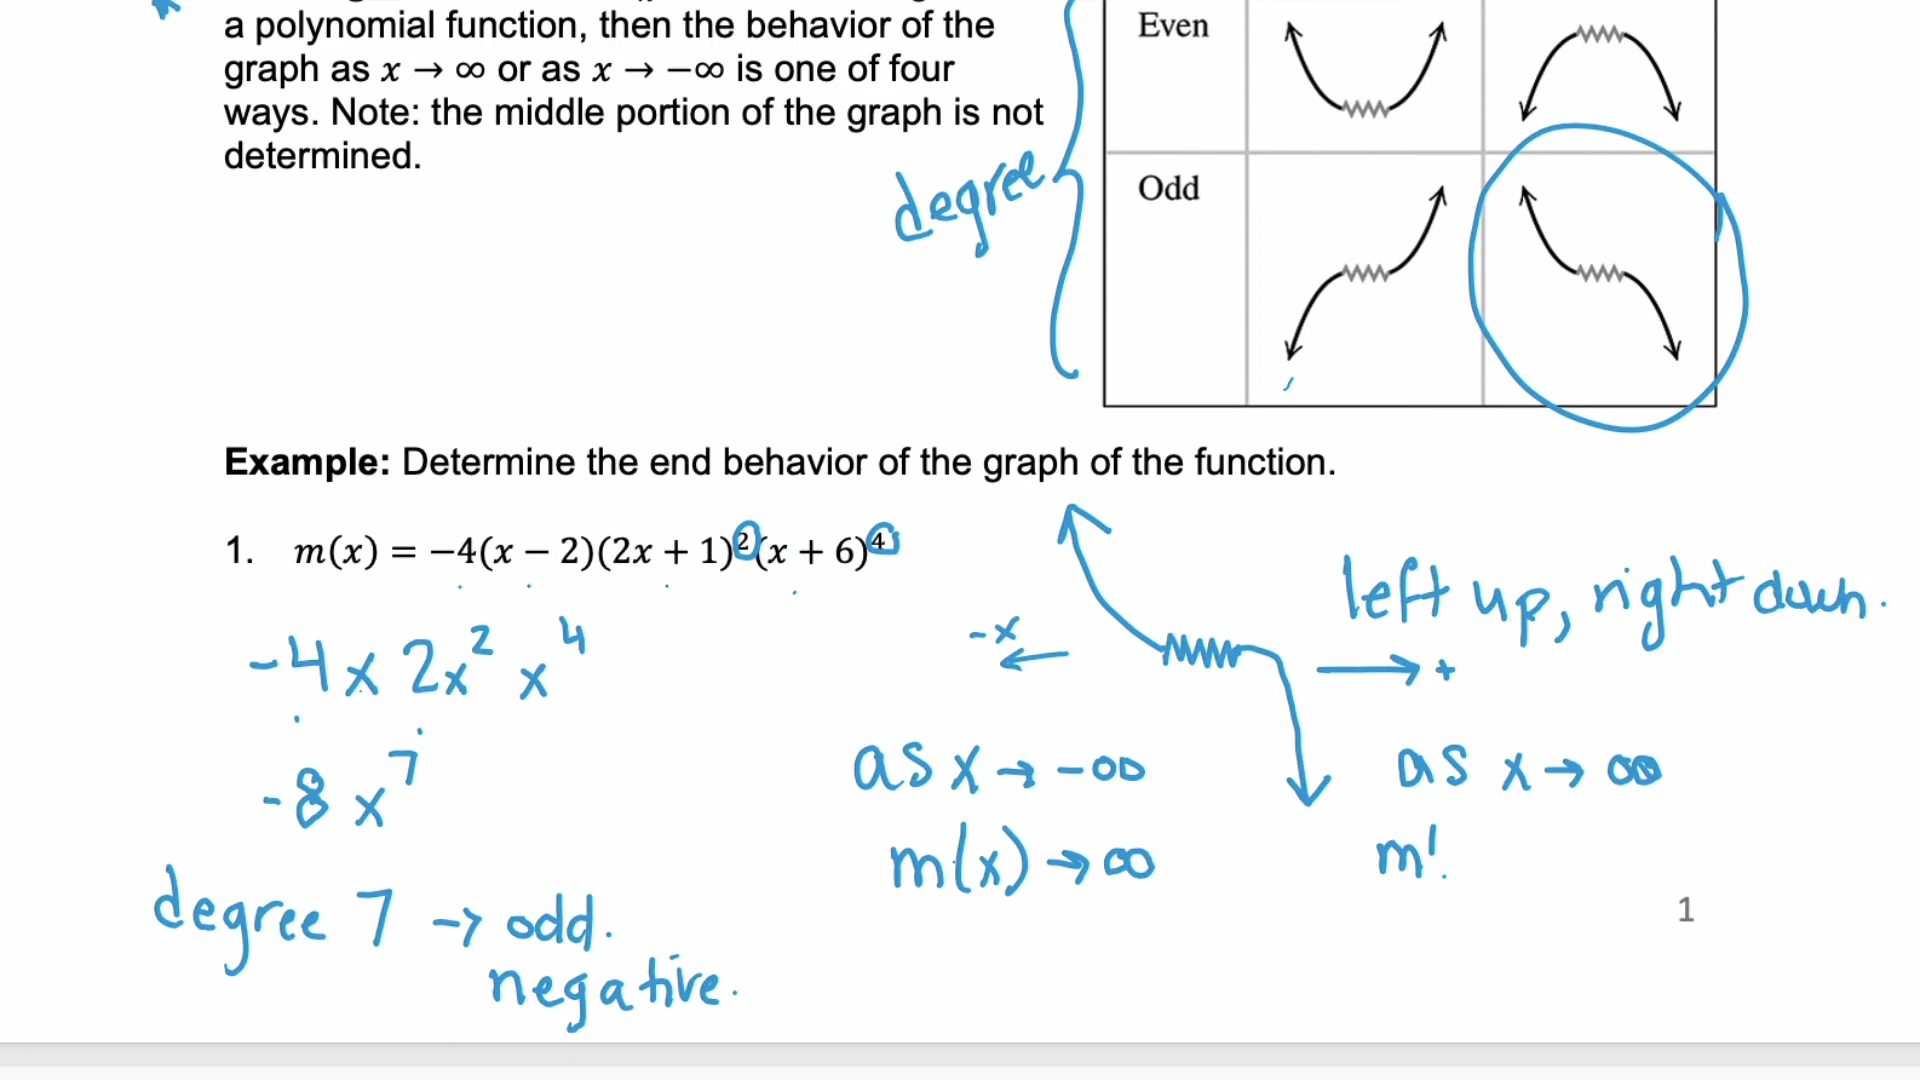 a polynomial function, then the behavior of the
graph as x → ∞ or as x → −∞ is one of four
ways. Note: the middle portion of the graph is not
determined.
degree
Even
Odd
Example: Determine the end behavior of the graph of the function.
1. m(x) = −4(x − 2)(2x + 1)²(x + 6)⁴
-4x 2x² x⁴
-8x⁷
degree 7 → odd.
negative.
-x
left up, right down.
+
as x → -∞
m(x) → ∞
as x → ∞
m
1